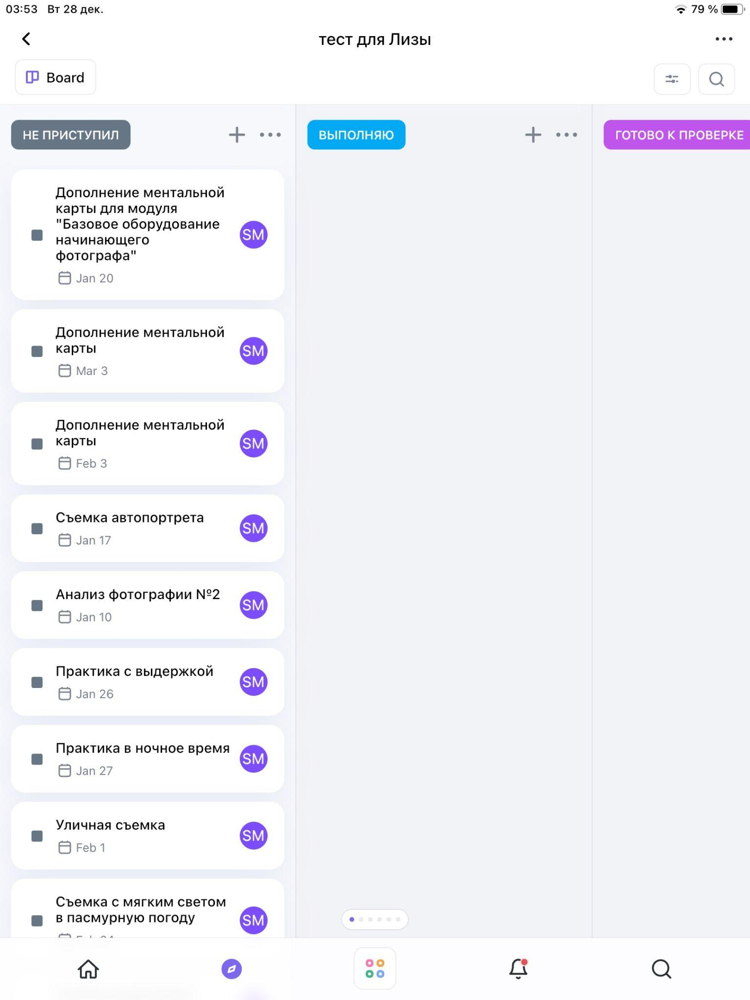 03:53 Вт 28 дек. 79 %
тест для Лизы
Board
НЕ ПРИСТУПИЛ
Дополнение ментальной
карты для модуля
"Базовое оборудование
начинающего
фотографа"
SM
Jan 20
Дополнение ментальной
карты
SM
Mar 3
Дополнение ментальной
карты
SM
Feb 3
Съемка автопортрета
SM
Jan 17
Анализ фотографии №2
SM
Jan 10
Практика с выдержкой
SM
Jan 26
Практика в ночное время
SM
Jan 27
Уличная съемка
SM
Feb 1
Съемка с мягким светом
в пасмурную погоду
SM
ВЫПОЛНЯЮ
ГОТОВО К ПРОВЕРКЕ